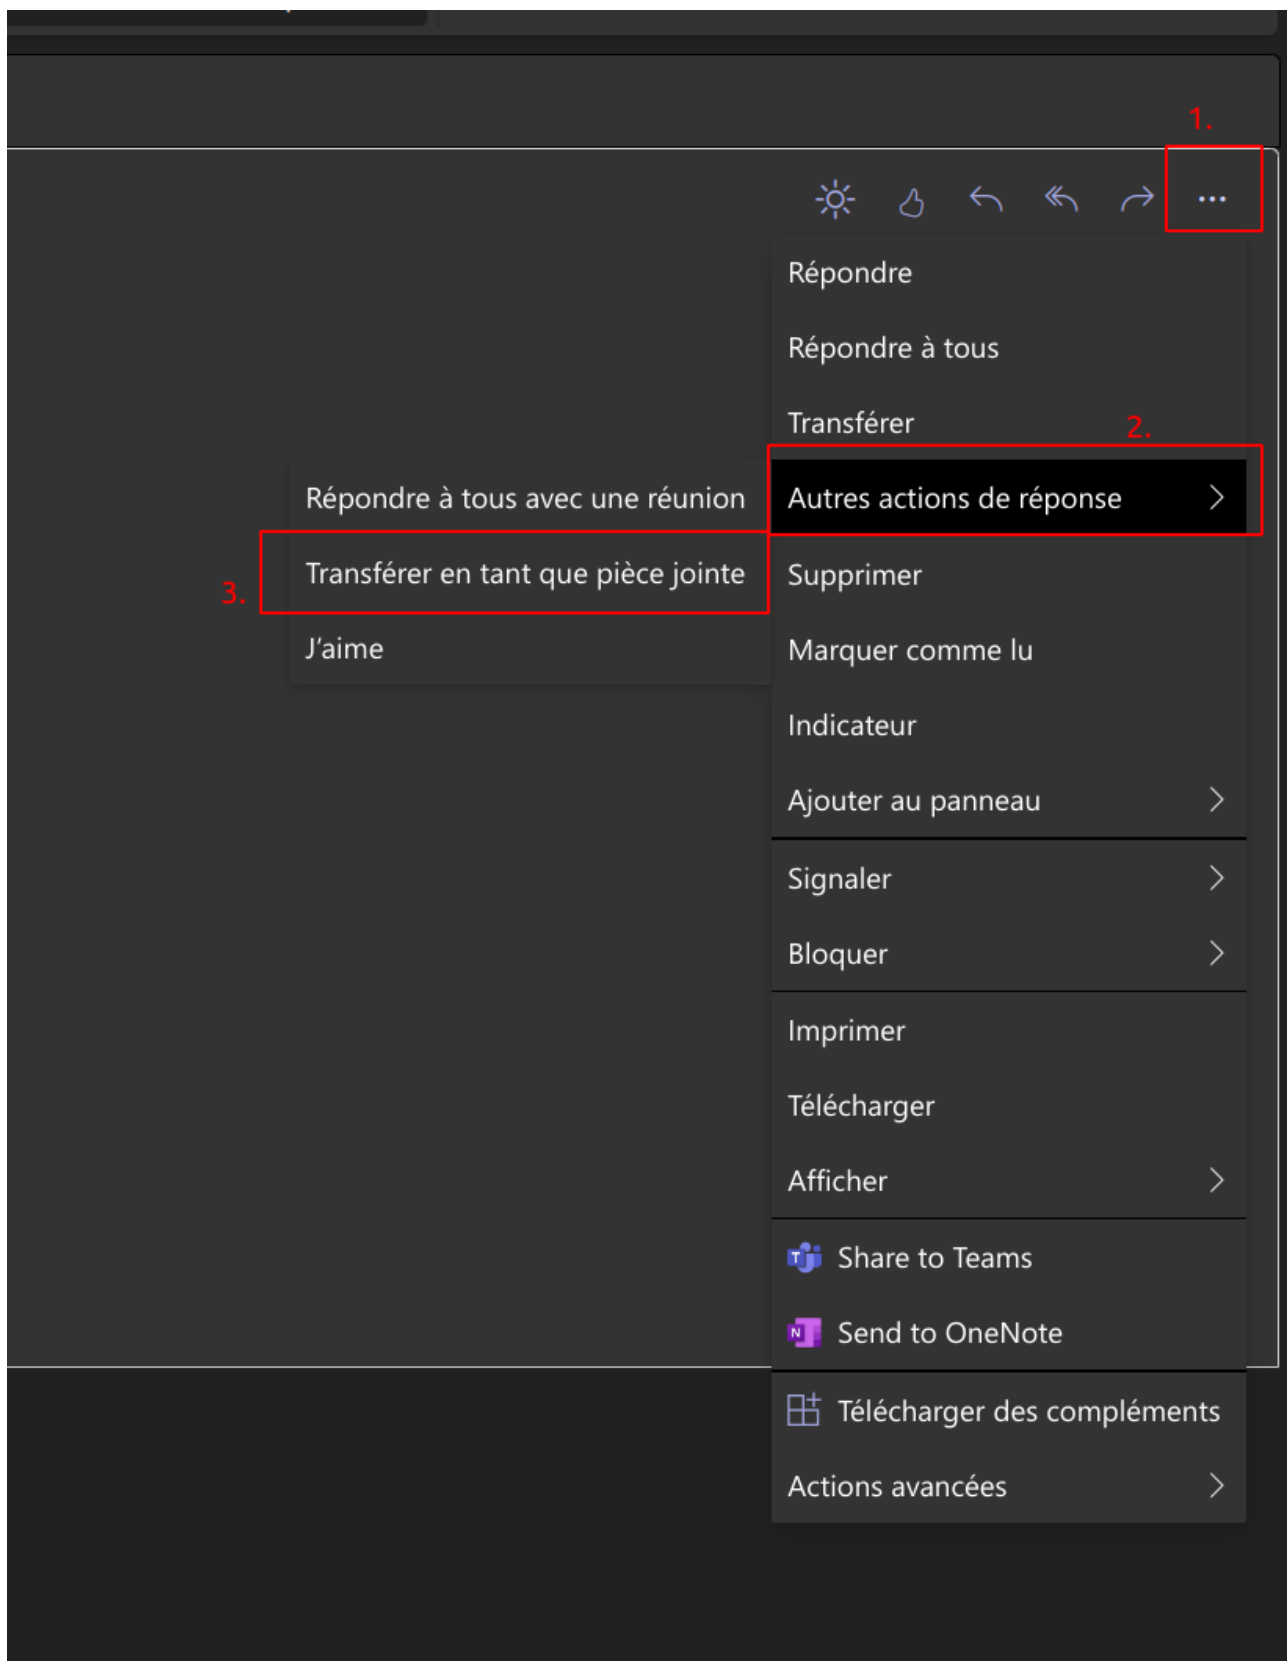 1.
Répondre
Répondre à tous
Transférer
2.
Autres actions de réponse
Répondre à tous avec une réunion
3.
Transférer en tant que pièce jointe
J'aime
Supprimer
Marquer comme lu
Indicateur
Ajouter au panneau
Signaler
Bloquer
Imprimer
Télécharger
Afficher
Share to Teams
Send to OneNote
Télécharger des compléments
Actions avancées